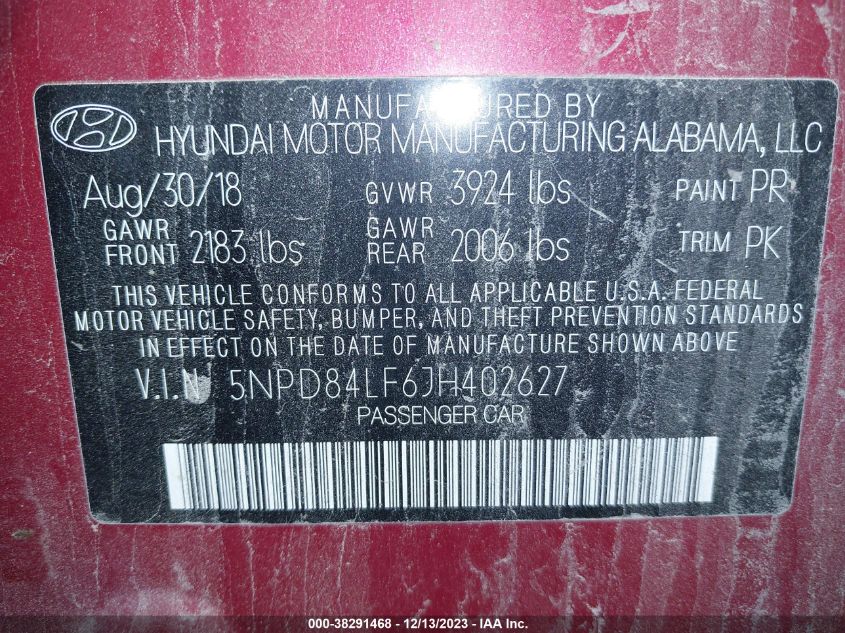 MANUFACTURED BY
HYUNDAI MOTOR MANUFACTURING ALABAMA, LLC
Aug/30/18 GVWR 3924 lbs PAINT PR
GAWR FRONT 2183 lbs GAWR REAR 2006 lbs TRIM PK
THIS VEHICLE CONFORMS TO ALL APPLICABLE U.S.A. FEDERAL
MOTOR VEHICLE SAFETY, BUMPER, AND THEFT PREVENTION STANDARDS
IN EFFECT ON THE DATE OF MANUFACTURE SHOWN ABOVE
V.I.N 5NPD84LF6JH402627
PASSENGER CAR
000-38291468 - 12/13/2023 - IAA Inc.